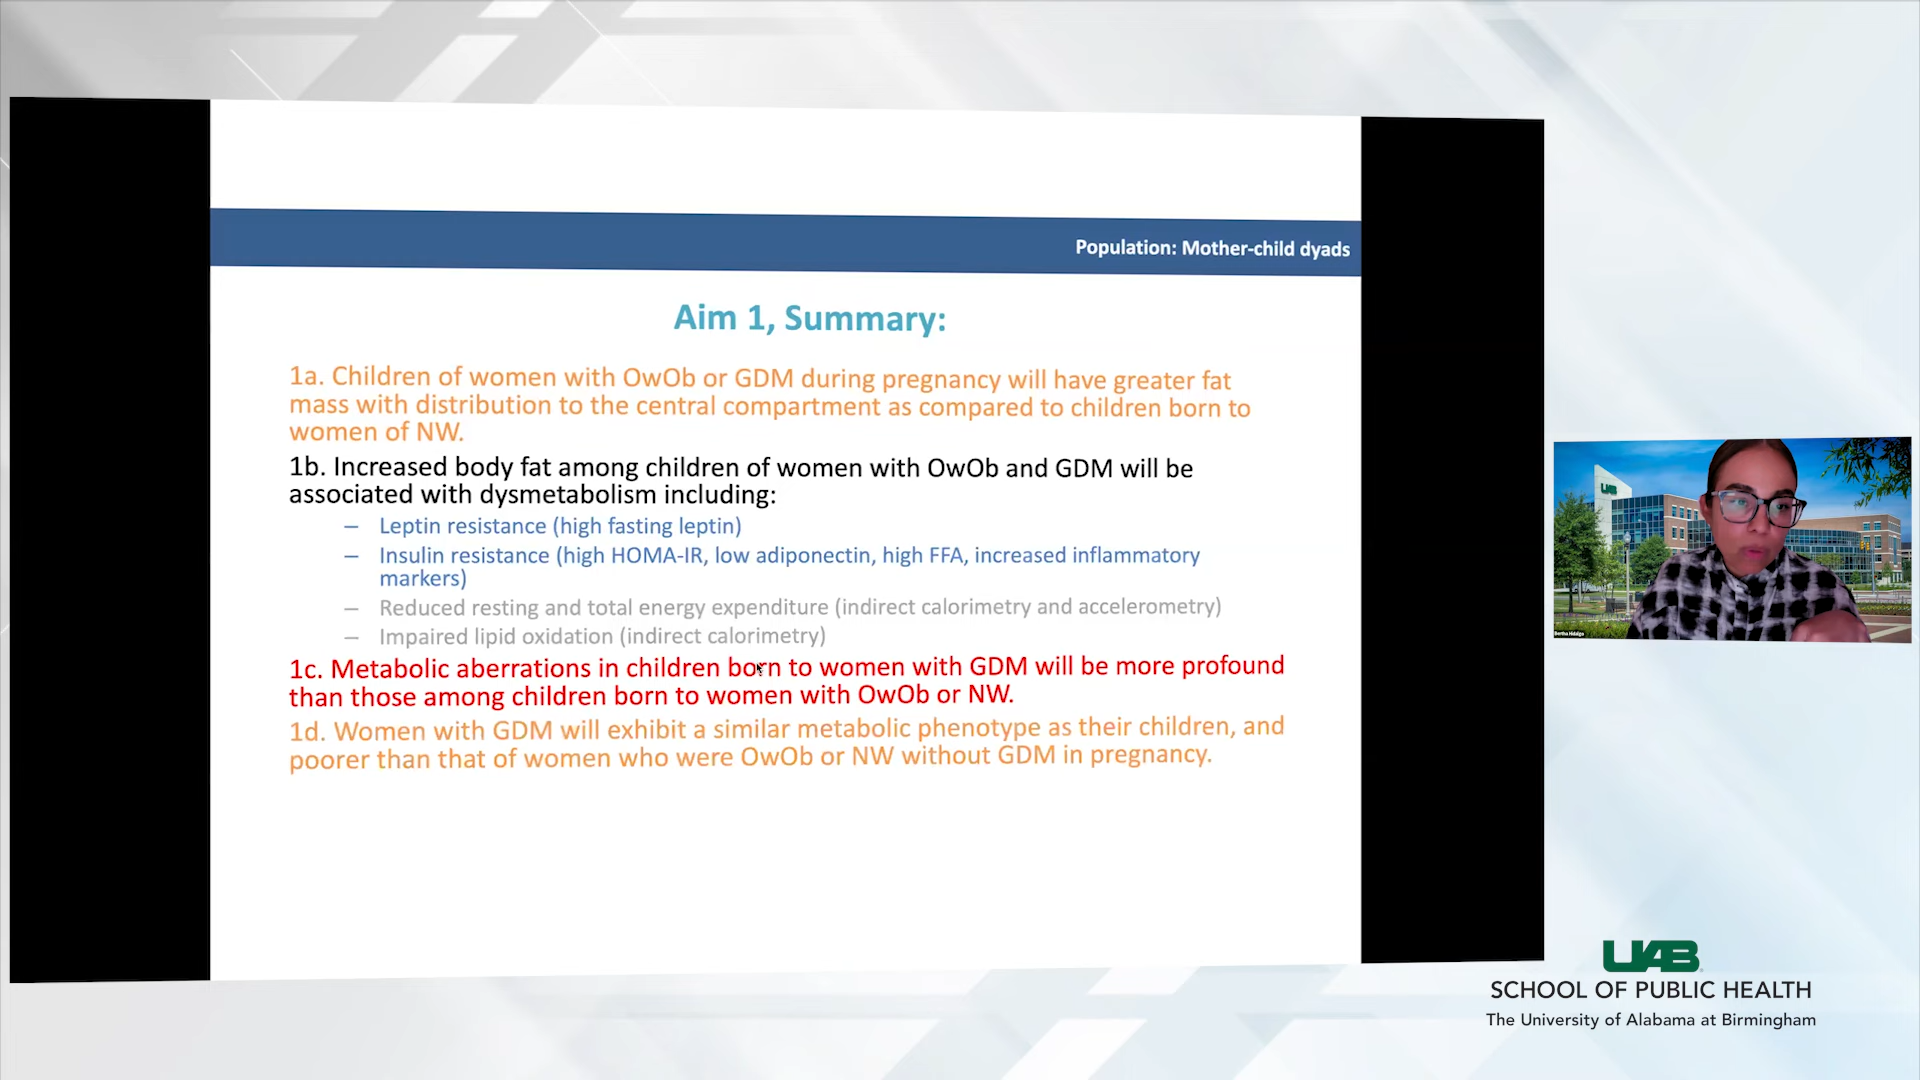 Population: Mother-child dyads
Aim 1, Summary:
1a. Children of women with OwOb or GDM during pregnancy will have greater fat
mass with distribution to the central compartment as compared to children born to
women of NW.
1b. Increased body fat among children of women with OwOb and GDM will be
associated with dysmetabolism including:
– Leptin resistance (high fasting leptin)
– Insulin resistance (high HOMA-IR, low adiponectin, high FFA, increased inflammatory
markers)
– Reduced resting and total energy expenditure (indirect calorimetry and accelerometry)
– Impaired lipid oxidation (indirect calorimetry)
1c. Metabolic aberrations in children born to women with GDM will be more profound
than those among children born to women with OwOb or NW.
1d. Women with GDM will exhibit a similar metabolic phenotype as their children, and
poorer than that of women who were OwOb or NW without GDM in pregnancy.
UAB
Bertha Hidalgo
UAB
SCHOOL OF PUBLIC HEALTH
The University of Alabama at Birmingham